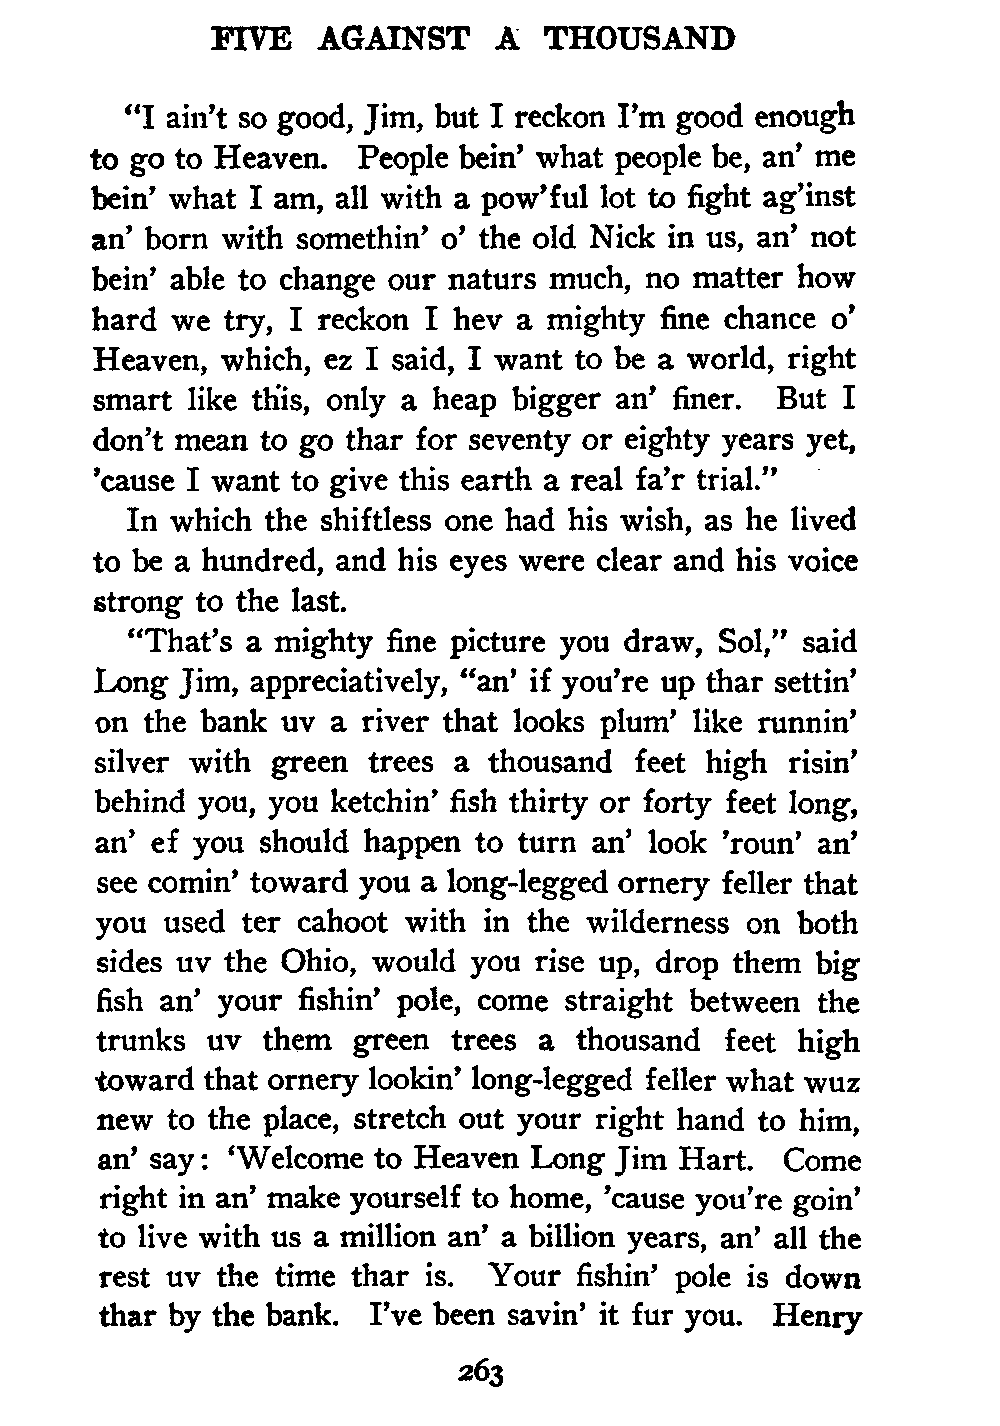 FIVE AGAINST A THOUSAND
"I ain't so good, Jim, but I reckon I'm good enough
to go to Heaven. People bein' what people be, an' me
bein' what I am, all with a pow'ful lot to fight ag'inst
an' born with somethin' o' the old Nick in us, an' not
bein' able to change our naturs much, no matter how
hard we try, I reckon I hev a mighty fine chance o'
Heaven, which, ez I said, I want to be a world, right
smart like this, only a heap bigger an' finer. But I
don't mean to go thar for seventy or eighty years yet,
'cause I want to give this earth a real fa'r trial."
In which the shiftless one had his wish, as he lived
to be a hundred, and his eyes were clear and his voice
strong to the last.
"That's a mighty fine picture you draw, Sol," said
Long Jim, appreciatively, "an' if you're up thar settin'
on the bank uv a river that looks plum' like runnin'
silver with green trees a thousand feet high risin'
behind you, you ketchin' fish thirty or forty feet long,
an' ef you should happen to turn an' look 'roun' an'
see comin' toward you a long-legged ornery feller that
you used ter cahoot with in the wilderness on both
sides uv the Ohio, would you rise up, drop them big
fish an' your fishin' pole, come straight between the
trunks uv them green trees a thousand feet high
toward that ornery lookin' long-legged feller what wuz
new to the place, stretch out your right hand to him,
an' say: 'Welcome to Heaven Long Jim Hart. Come
right in an' make yourself to home, 'cause you're goin'
to live with us a million an' a billion years, an' all the
rest uv the time thar is. Your fishin' pole is down
thar by the bank. I've been savin' it fur you. Henry
263